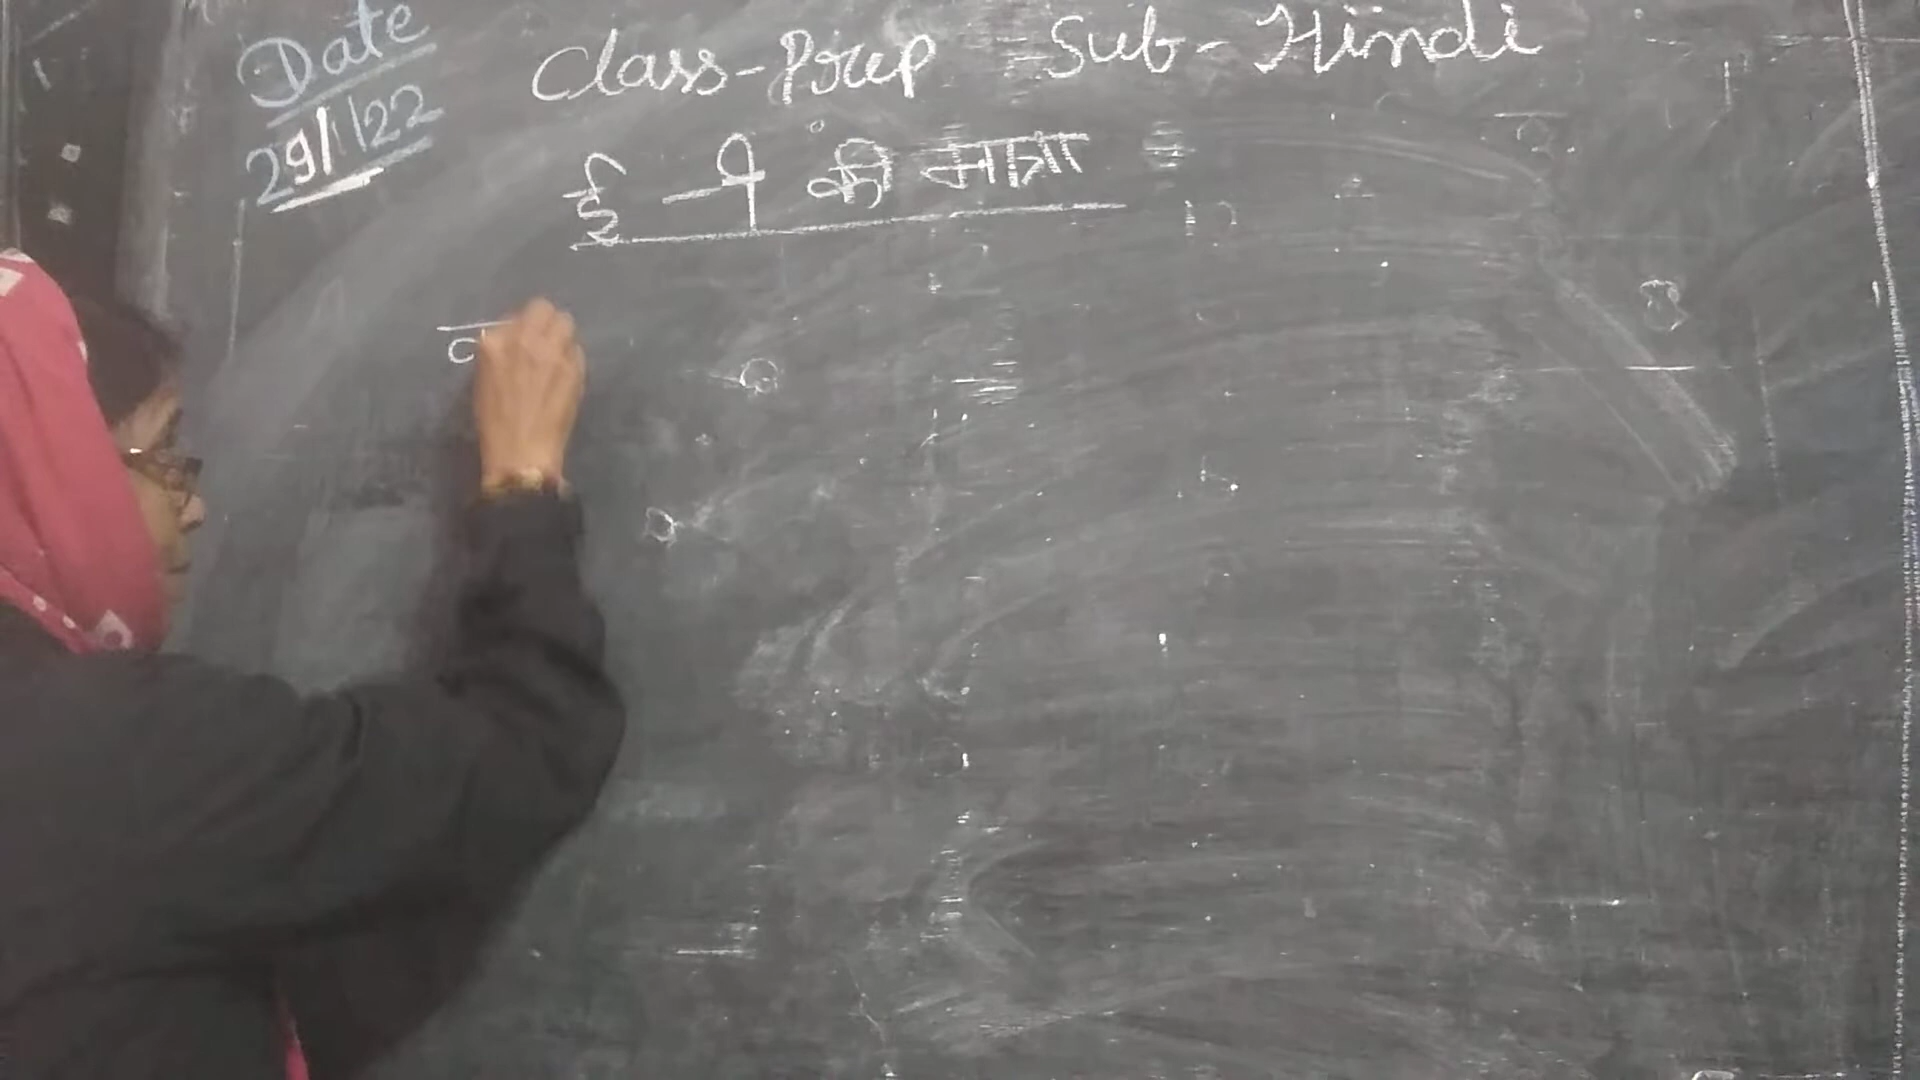 Date Class-Prep Sub-Hindi
29/1/22
ई -ी की मात्रा